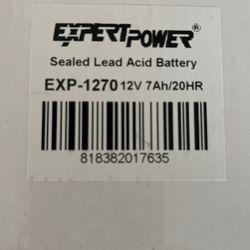 EXPERTPOWER®
Sealed Lead Acid Battery
EXP-1270 12V 7Ah/20HR
818382017635